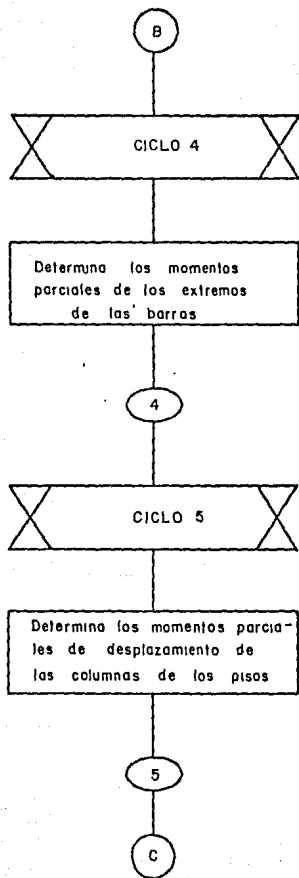 B
CICLO 4
Determina los momentos
parciales de los extremos
de las barras
4
CICLO 5
Determina los momentos parcia-
les de desplazamiento de
las columnas de los pisos
5
C